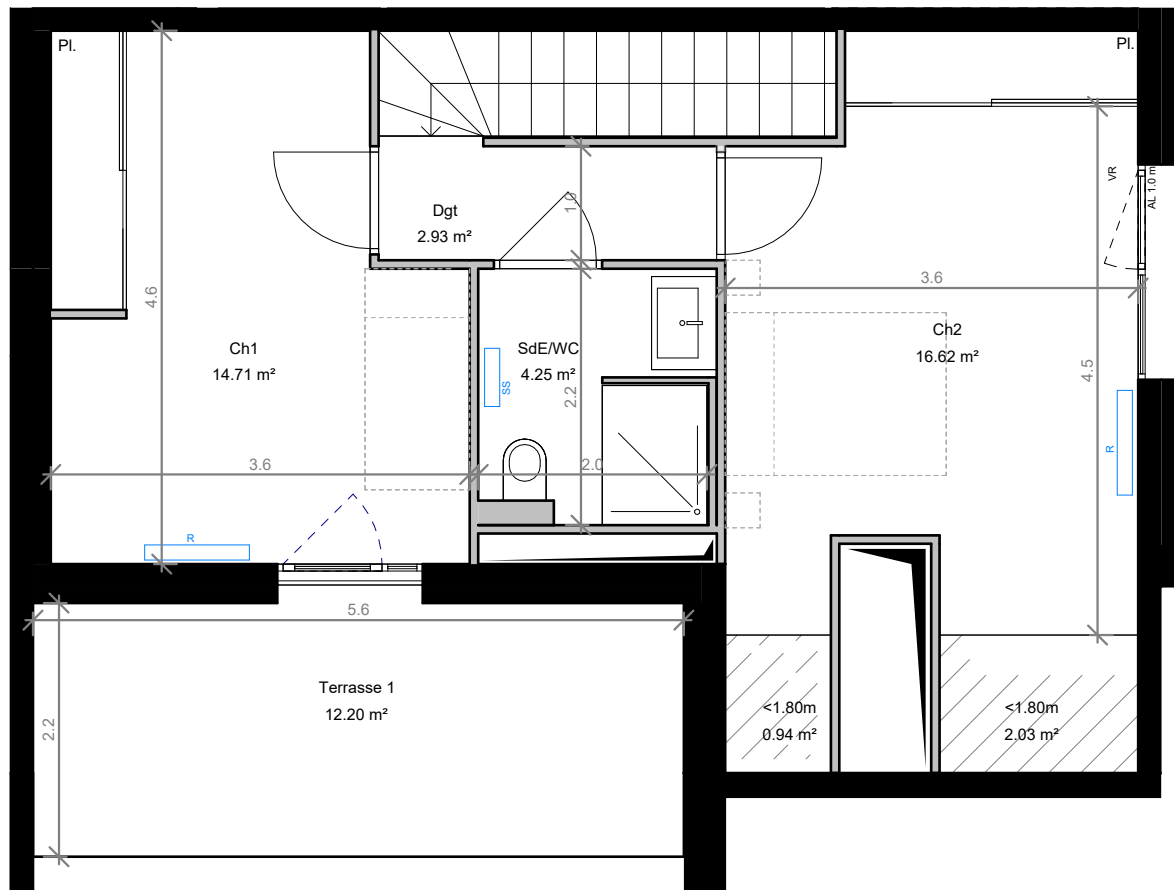 Pl.
Pl.
VR
AL 1.0 m
1.0
Dgt
2.93 m²
4.6
3.6
Ch1
14.71 m²
SdE/WC
4.25 m²
SS
2.2
Ch2
16.62 m²
4.5
R
3.6
2.0
R
5.6
Terrasse 1
12.20 m²
2.2
<1.80m
0.94 m²
<1.80m
2.03 m²